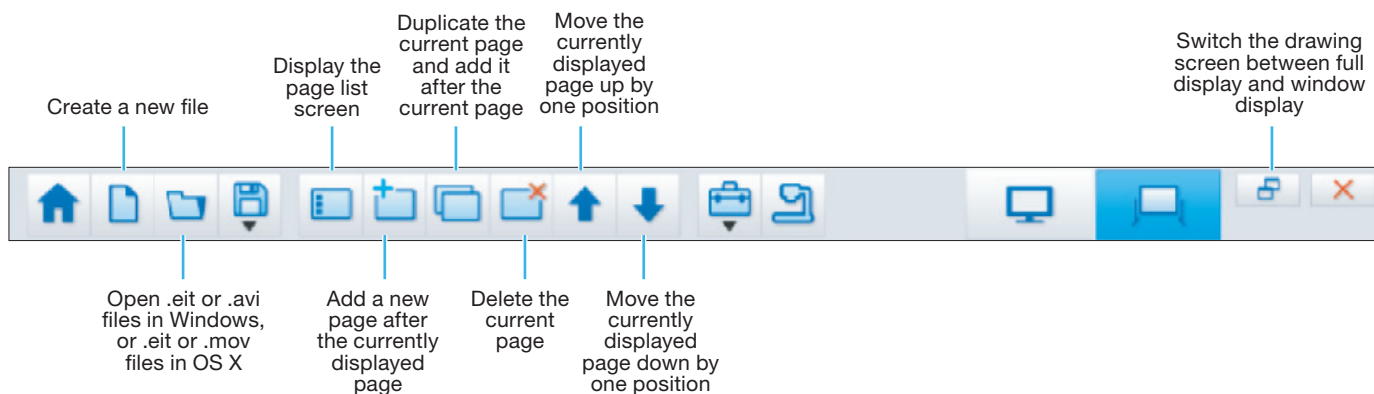 Create a new file
Display the
page list
screen
Duplicate the
current page
and add it
after the
current page
Move the
currently
displayed
page up by
one position
Switch the drawing
screen between full
display and window
display
Open .eit or .avi
files in Windows,
or .eit or .mov
files in OS X
Add a new
page after
the currently
displayed
page
Delete the
current
page
Move the
currently
displayed
page down by
one position